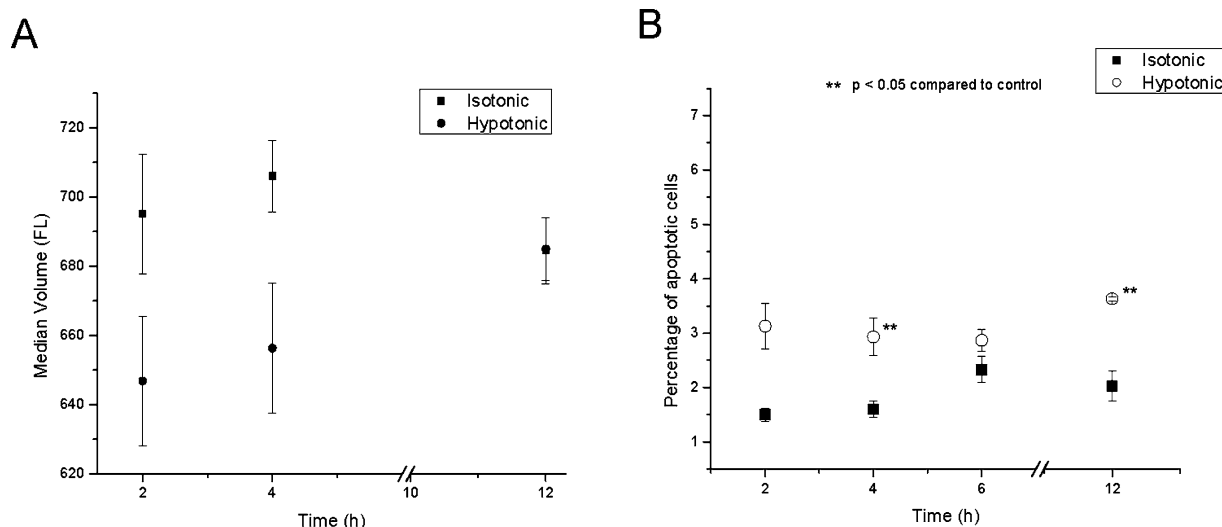 A
Isotonic
Hypotonic
Median Volume (FL)
720
700
680
660
640
620
2
4
10
12
Time (h)
B
Isotonic
Hypotonic
** p < 0.05 compared to control
Percentage of apoptotic cells
7
6
5
4
3
2
1
**
**
2
4
6
12
Time (h)